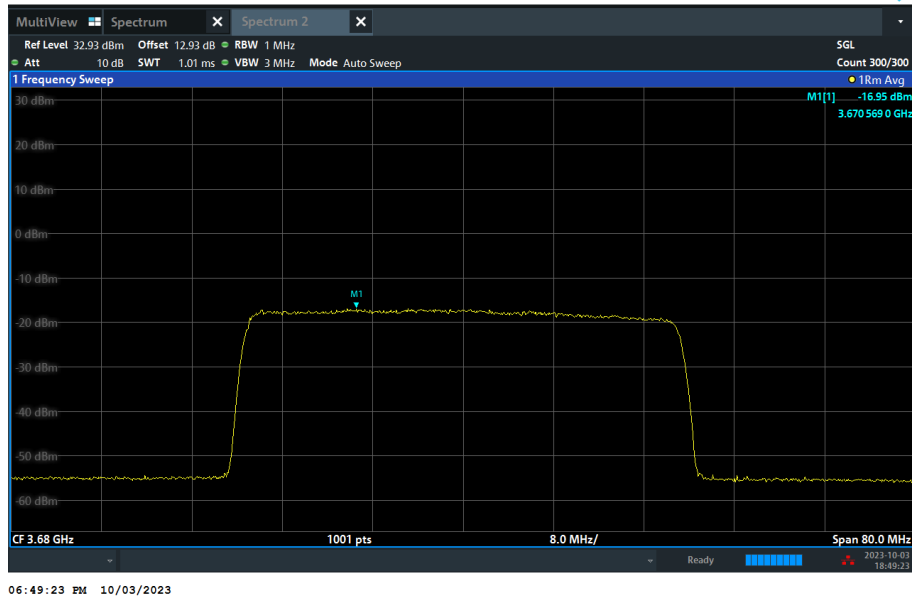 MultiView Spectrum X Spectrum 2 X
Ref Level 32.93 dBm Offset 12.93 dB RBW 1 MHz SGL
Att 10 dB SWT 1.01 ms VBW 3 MHz Mode Auto Sweep Count 300/300
1 Frequency Sweep 1Rm Avg
M1[1] -16.95 dBm
30 dBm
3.670 569 0 GHz
20 dBm
10 dBm
0 dBm
-10 dBm
M1
-20 dBm
-30 dBm
-40 dBm
-50 dBm
-60 dBm
CF 3.68 GHz 1001 pts 8.0 MHz/ Span 80.0 MHz
Ready 2023-10-03
18:49:23
06:49:23 PM 10/03/2023